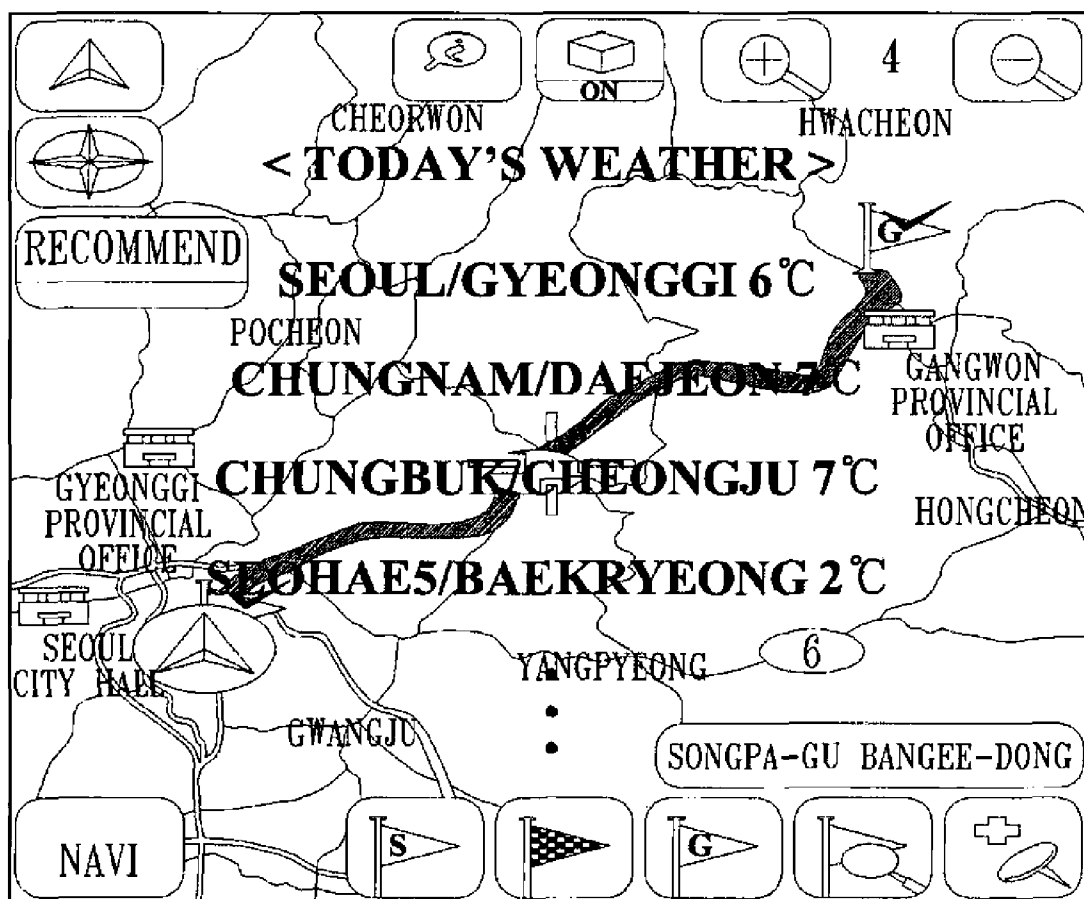 4
ON
CHEORWON
HWACHEON
< TODAY'S WEATHER >
RECOMMEND
G
SEOUL/GYEONGGI 6℃
POCHEON
CHUNGNAM/DAEJEON 7℃
GANGWON
PROVINCIAL
OFFICE
GYEONGGI
PROVINCIAL
OFFICE
CHUNGBUK/CHEONGJU 7℃
HONGCHEON
SEOHAE5/BAEKRYEONG 2℃
SEOUL
CITY HALL
YANGPYEONG
6
GWANGJU
SONGPA-GU BANGEE-DONG
NAVI
S
G